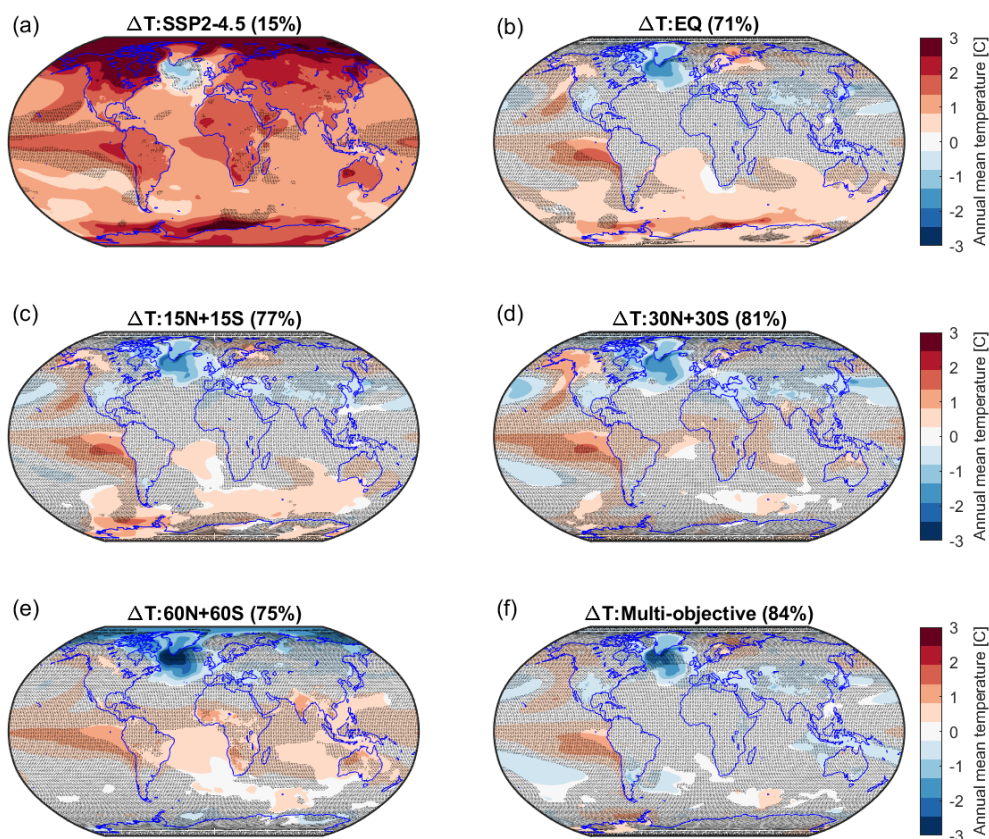 (a)
ΔT:SSP2-4.5 (15%)
(b)
ΔT:EQ (71%)
3
2
1
0
-1
-2
-3
Annual mean temperature [C]
(c)
ΔT:15N+15S (77%)
(d)
ΔT:30N+30S (81%)
3
2
1
0
-1
-2
-3
Annual mean temperature [C]
(e)
ΔT:60N+60S (75%)
(f)
ΔT:Multi-objective (84%)
3
2
1
0
-1
-2
-3
Annual mean temperature [C]